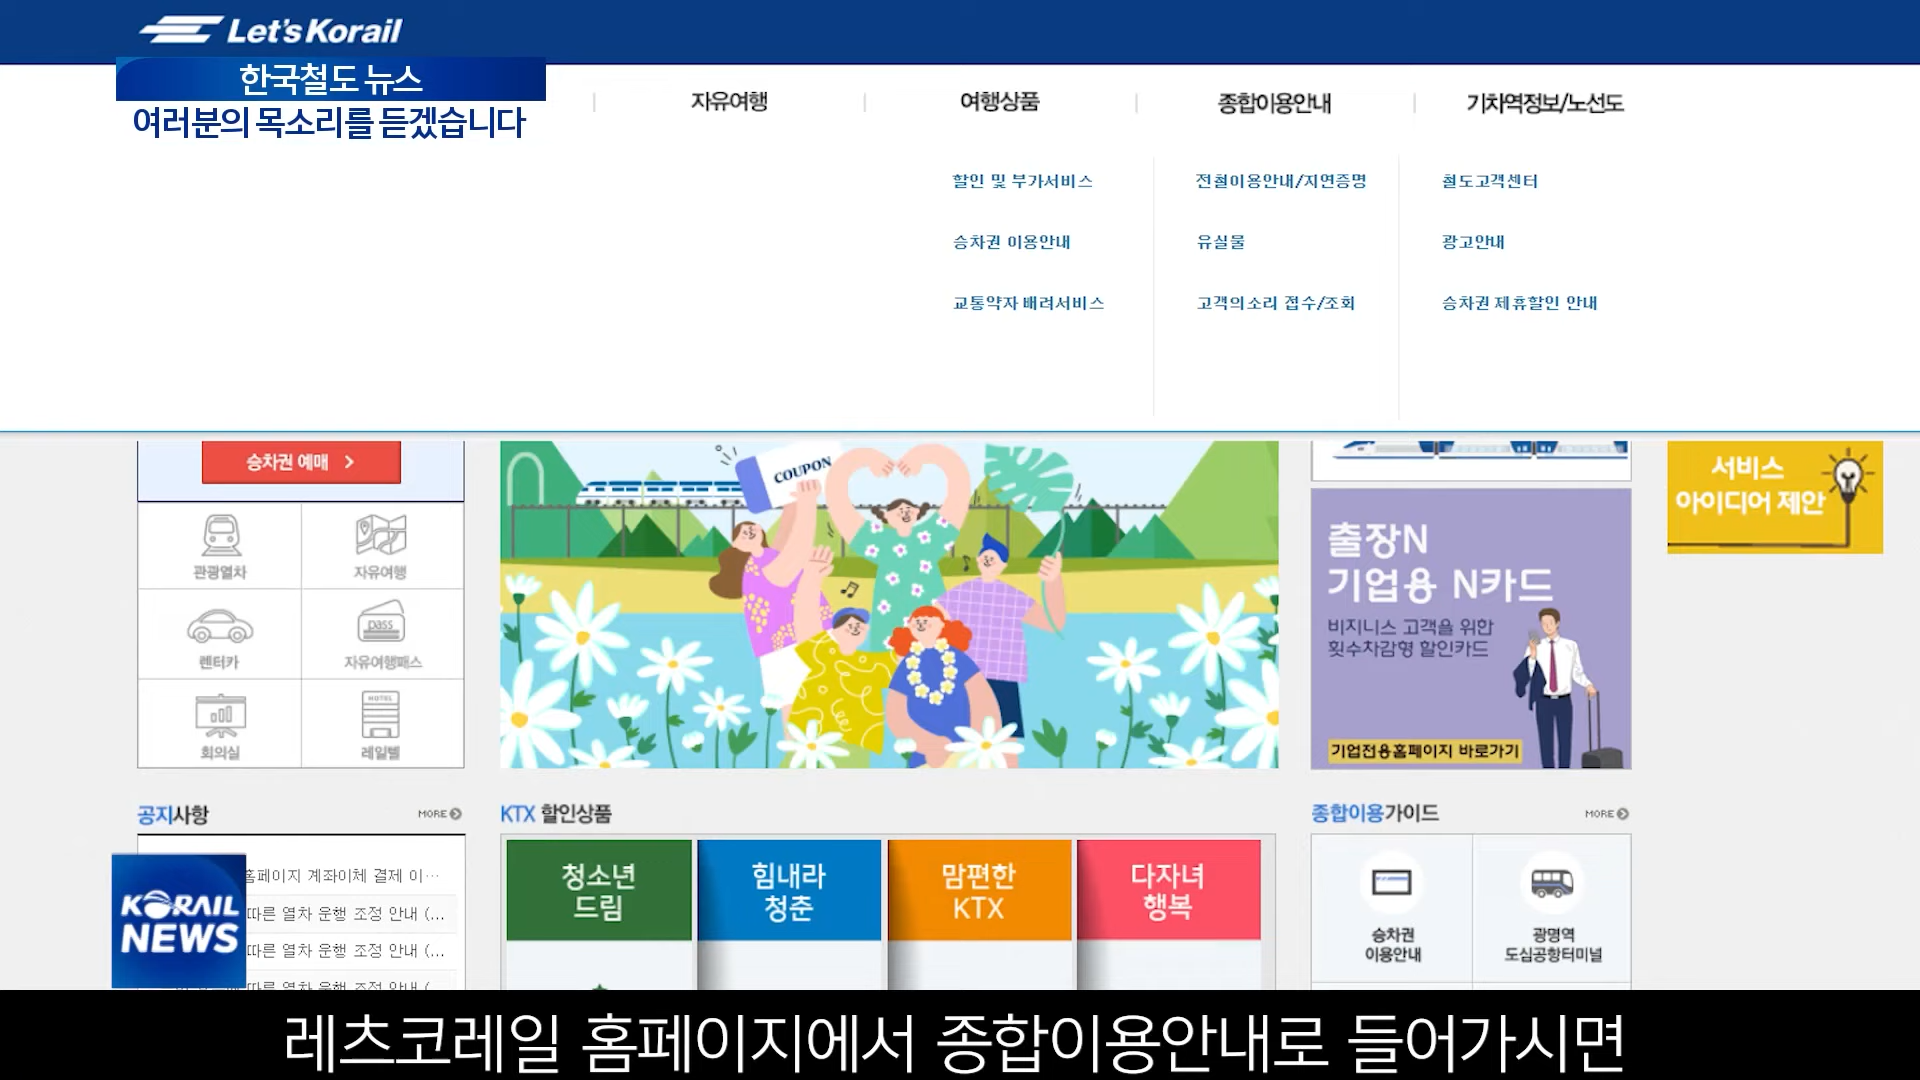 Let's Korail
한국철도 뉴스
여러분의 목소리를 듣겠습니다
자유여행
여행상품
종합이용안내
기차역정보/노선도
할인 및 부가서비스
전철이용안내/지연증명
철도고객센터
승차권 이용안내
유실물
광고안내
교통약자 배려서비스
고객의소리 접수/조회
승차권 제휴할인 안내
승차권 예매
관광열차
자유여행
렌터카
pass
자유여행패스
회의실
HOTEL
레일텔
COUPON
출장N
기업용 N카드
비지니스 고객을 위한
횟수차감형 할인카드
기업전용홈페이지 바로가기
서비스
아이디어 제안
공지사항
MORE
홈페이지 계좌이체 결제 이…
따른 열차 운행 조정 안내 (...
따른 열차 운행 조정 안내 (...
따른 열차 운행 조정 안내 (
KTX 할인상품
청소년
드림
힘내라
청춘
맘편한
KTX
다자녀
행복
종합이용가이드
MORE
승차권
이용안내
광명역
도심공항터미널
KORAIL
NEWS
레츠코레일 홈페이지에서 종합이용안내로 들어가시면